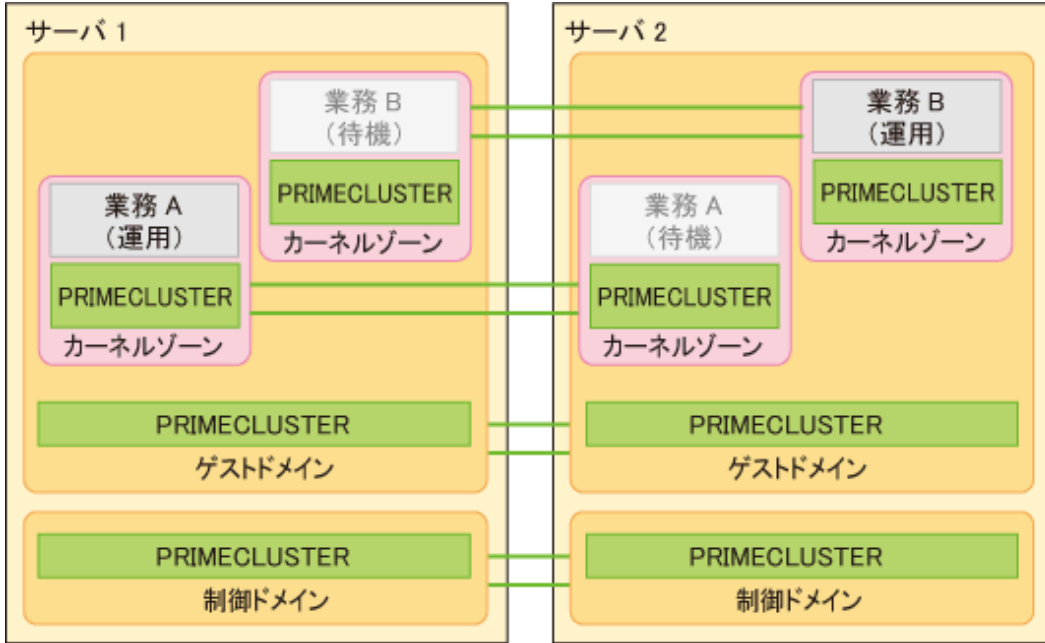 サーバ 1
業務 B
（待機）
PRIMECLUSTER
カーネルゾーン
業務 A
（運用）
PRIMECLUSTER
カーネルゾーン
PRIMECLUSTER
ゲストドメイン
PRIMECLUSTER
制御ドメイン
サーバ 2
業務 B
（運用）
PRIMECLUSTER
カーネルゾーン
業務 A
（待機）
PRIMECLUSTER
カーネルゾーン
PRIMECLUSTER
ゲストドメイン
PRIMECLUSTER
制御ドメイン